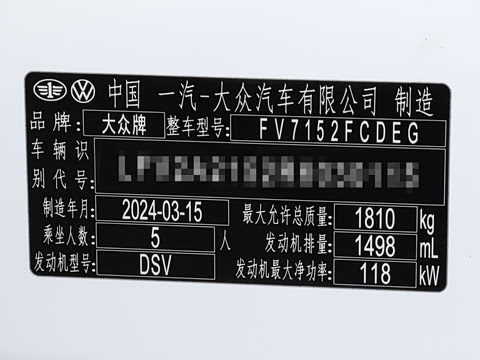 中国 一汽-大众汽车有限公司 制造
品牌: 大众牌 整车型号: FV7152FCDEG
车辆识别代号:
制造年月: 2024-03-15 最大允许总质量: 1810 kg
乘坐人数: 5 人 发动机排量: 1498 mL
发动机型号: DSV 发动机最大净功率: 118 kW